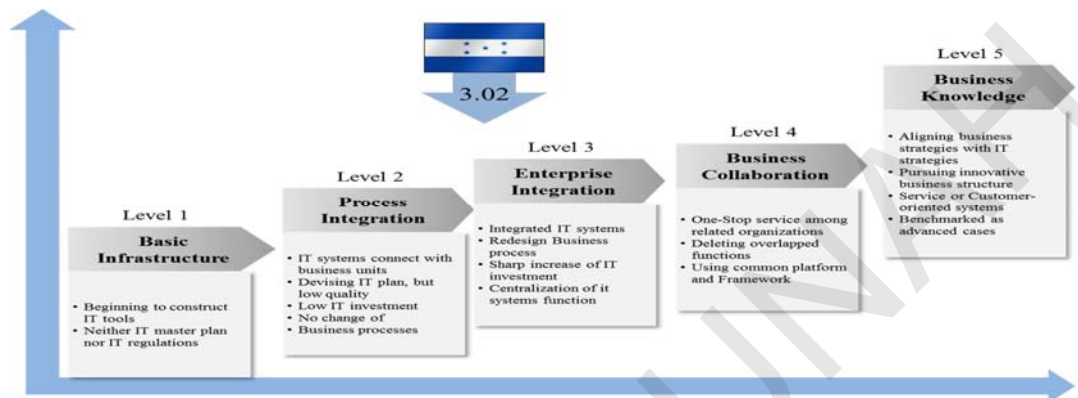 3.02
Level 1
Basic
Infrastructure
• Beginning to construct
IT tools
• Neither IT master plan
nor IT regulations
Level 2
Process
Integration
• IT systems connect with
business units
• Devising IT plan, but
low quality
• Low IT investment
• No change of
• Business processes
Level 3
Enterprise
Integration
• Integrated IT systems
• Redesign Business
process
• Sharp increase of IT
investment
• Centralization of it
systems function
Level 4
Business
Collaboration
• One-Stop service among
related organizations
• Deleting overlapped
functions
• Using common platform
and Framework
Level 5
Business
Knowledge
• Aligning business
strategies with IT
strategies
• Pursuing innovative
business structure
• Service or Customer-
oriented systems
• Benchmarked as
advanced cases
UNAH